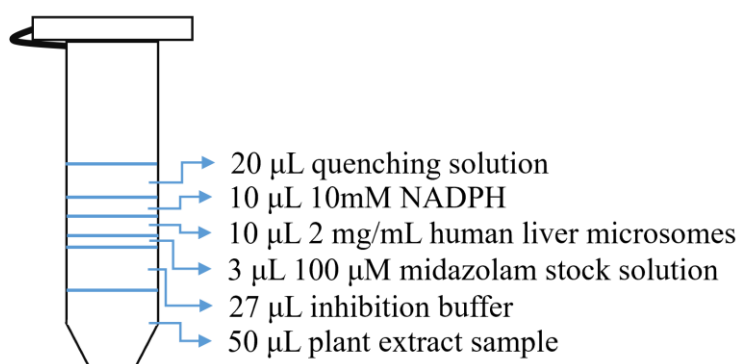 20 μL quenching solution
10 μL 10mM NADPH
10 μL 2 mg/mL human liver microsomes
3 μL 100 μM midazolam stock solution
27 μL inhibition buffer
50 μL plant extract sample